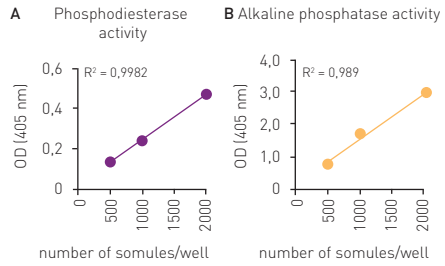 A Phosphodiesterase
activity
R² = 0,9982
0,6
0,4
0,2
0
OD (405 nm)
0
500
1000
1500
2000
number of somules/well
B Alkaline phosphatase activity
R² = 0,989
4,0
3,0
2,0
1,0
0
OD (405 nm)
0
500
1000
1500
2000
number of somules/well